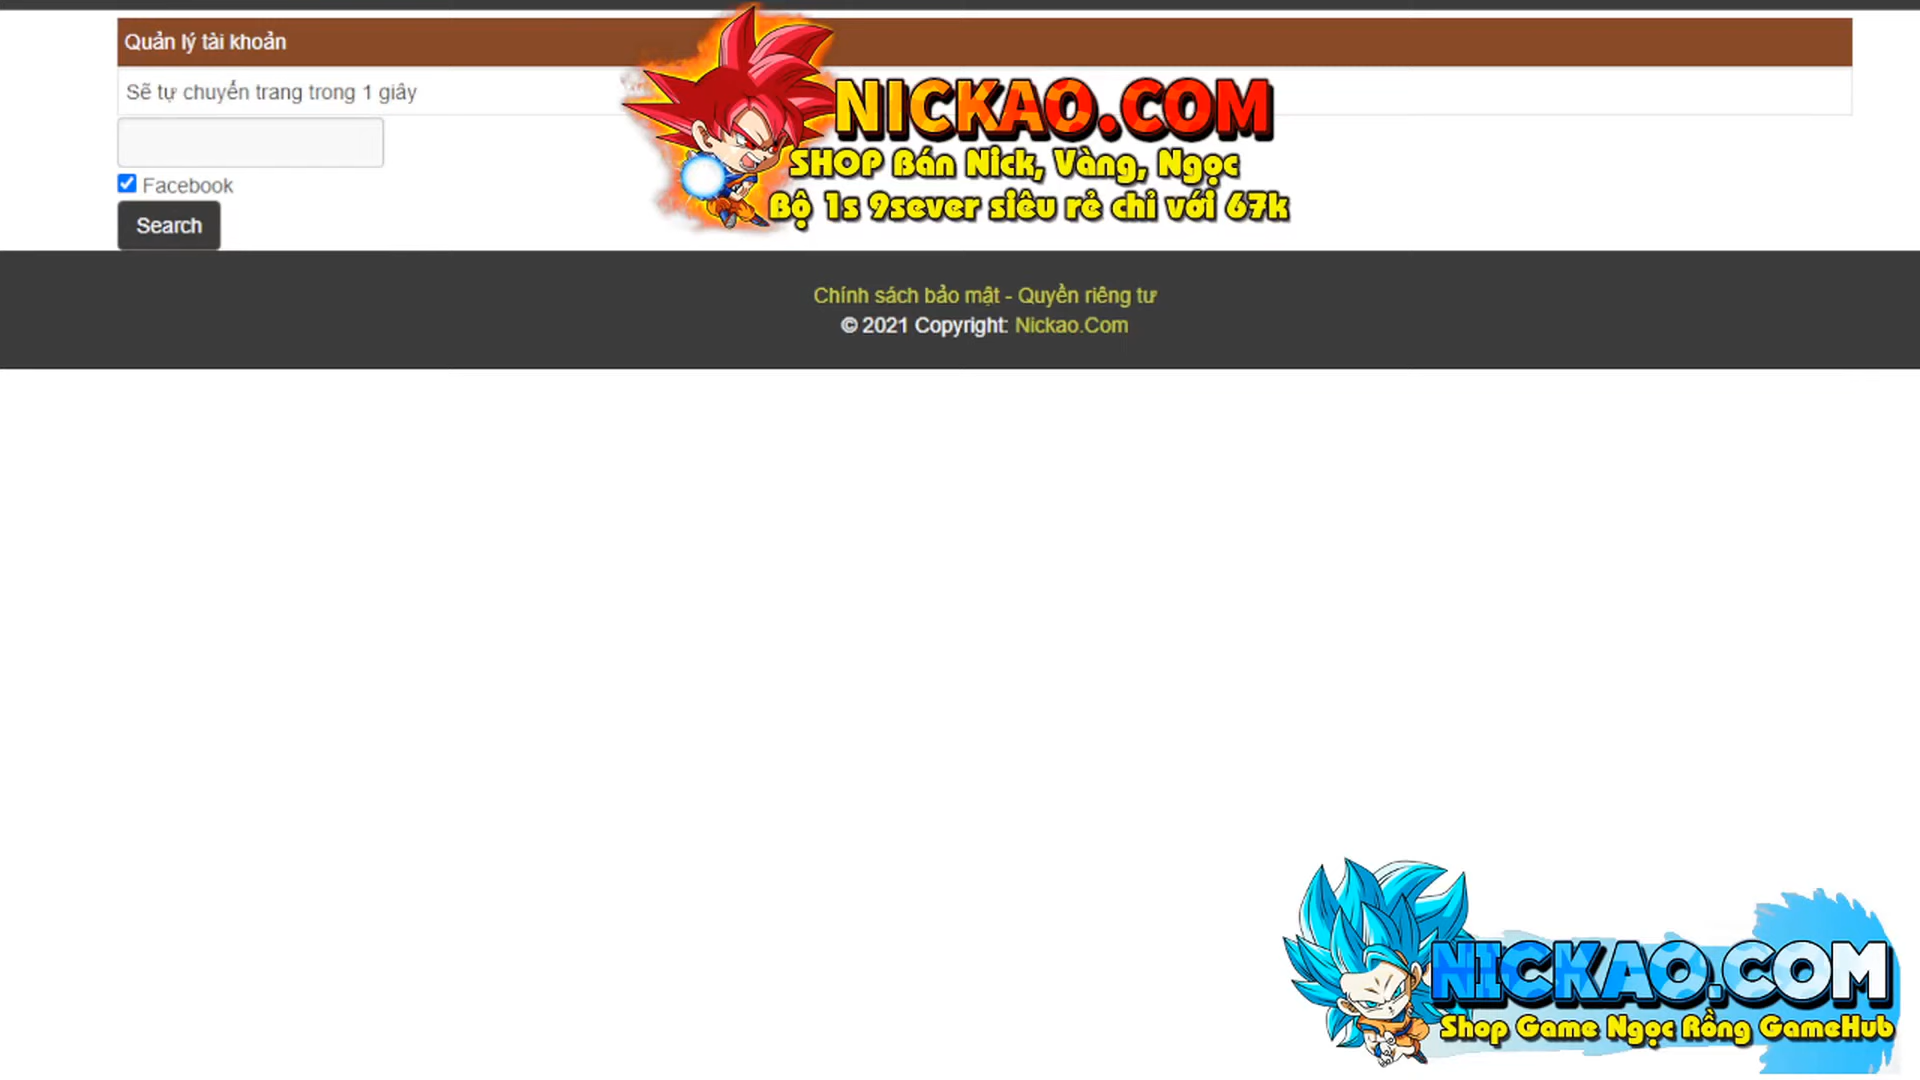 Quản lý tài khoản
Sẽ tự chuyển trang trong 1 giây
NICKAO.COM
SHOP Bán Nick, Vàng, Ngọc
Bộ 1s 9sever siêu rẻ chỉ với 67k
Facebook
Search
Chính sách bảo mật - Quyền riêng tư
© 2021 Copyright: Nickao.Com
NICKAO.COM
Shop Game Ngọc Rồng GameHub